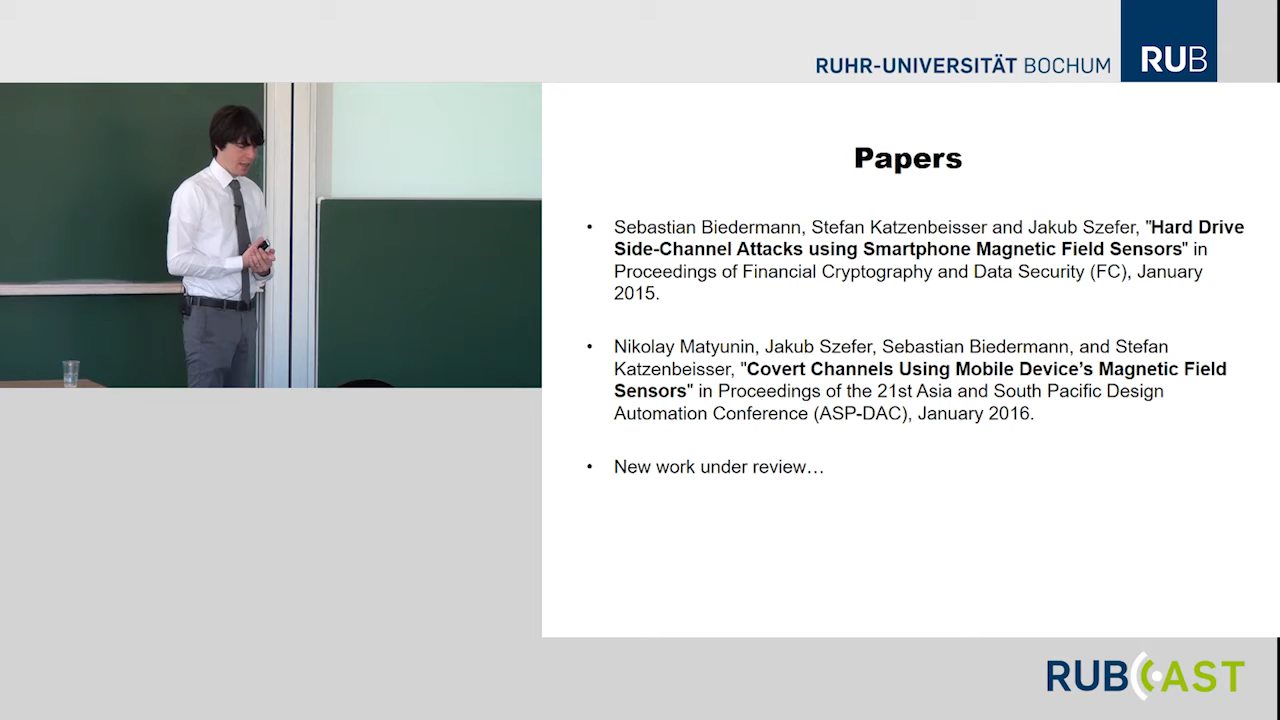 RUHR-UNIVERSITÄT BOCHUM RUB
Papers
• Sebastian Biedermann, Stefan Katzenbeisser and Jakub Szefer, "Hard Drive
Side-Channel Attacks using Smartphone Magnetic Field Sensors" in
Proceedings of Financial Cryptography and Data Security (FC), January
2015.
• Nikolay Matyunin, Jakub Szefer, Sebastian Biedermann, and Stefan
Katzenbeisser, "Covert Channels Using Mobile Device’s Magnetic Field
Sensors" in Proceedings of the 21st Asia and South Pacific Design
Automation Conference (ASP-DAC), January 2016.
• New work under review…
RUBCAST